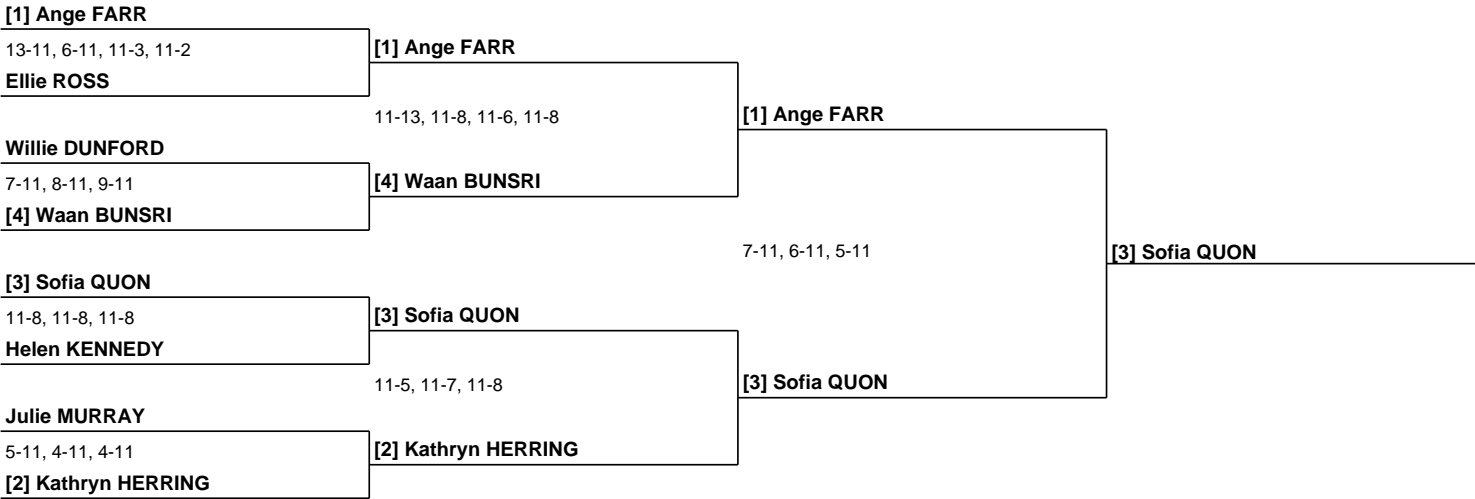 [1] Ange FARR
13-11, 6-11, 11-3, 11-2
Ellie ROSS
Willie DUNFORD
7-11, 8-11, 9-11
[4] Waan BUNSRI
[3] Sofia QUON
11-8, 11-8, 11-8
Helen KENNEDY
Julie MURRAY
5-11, 4-11, 4-11
[2] Kathryn HERRING
[1] Ange FARR
11-13, 11-8, 11-6, 11-8
[4] Waan BUNSRI
[3] Sofia QUON
11-5, 11-7, 11-8
[2] Kathryn HERRING
[1] Ange FARR
7-11, 6-11, 5-11
[3] Sofia QUON
[3] Sofia QUON